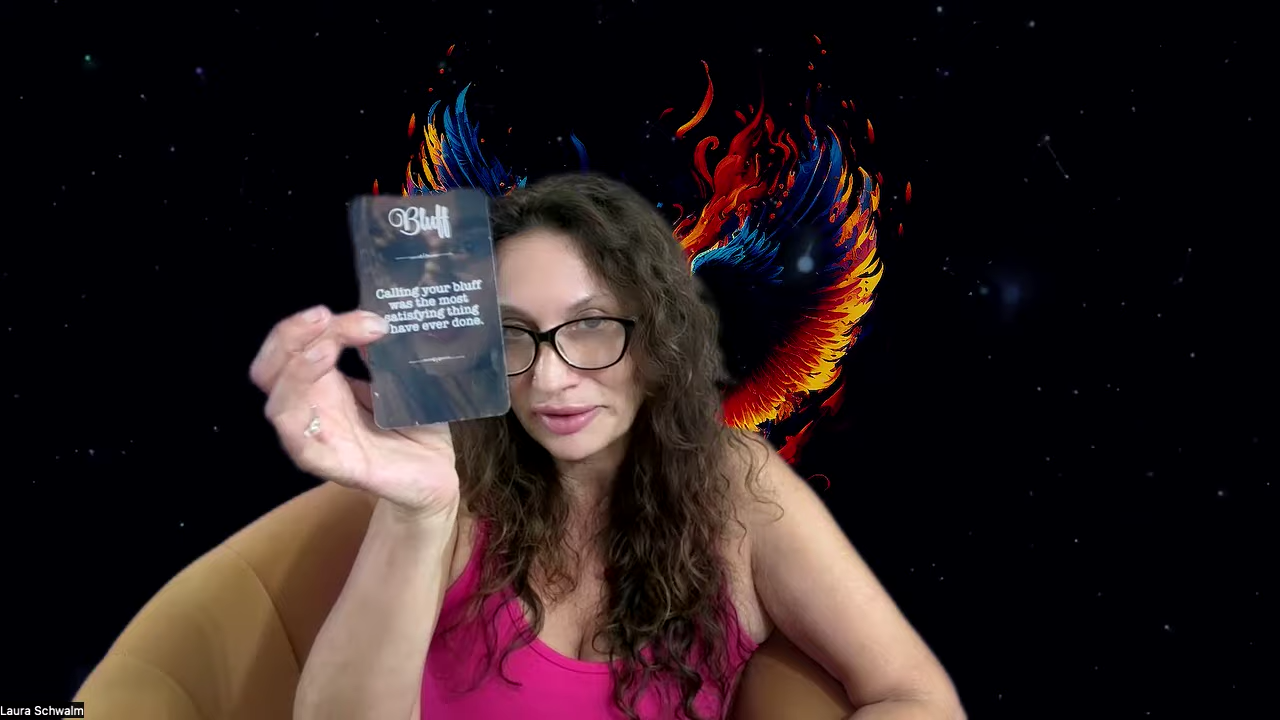 Bluff
Calling your bluff
was the most
satisfying thing
have ever done.
Laura Schwalm